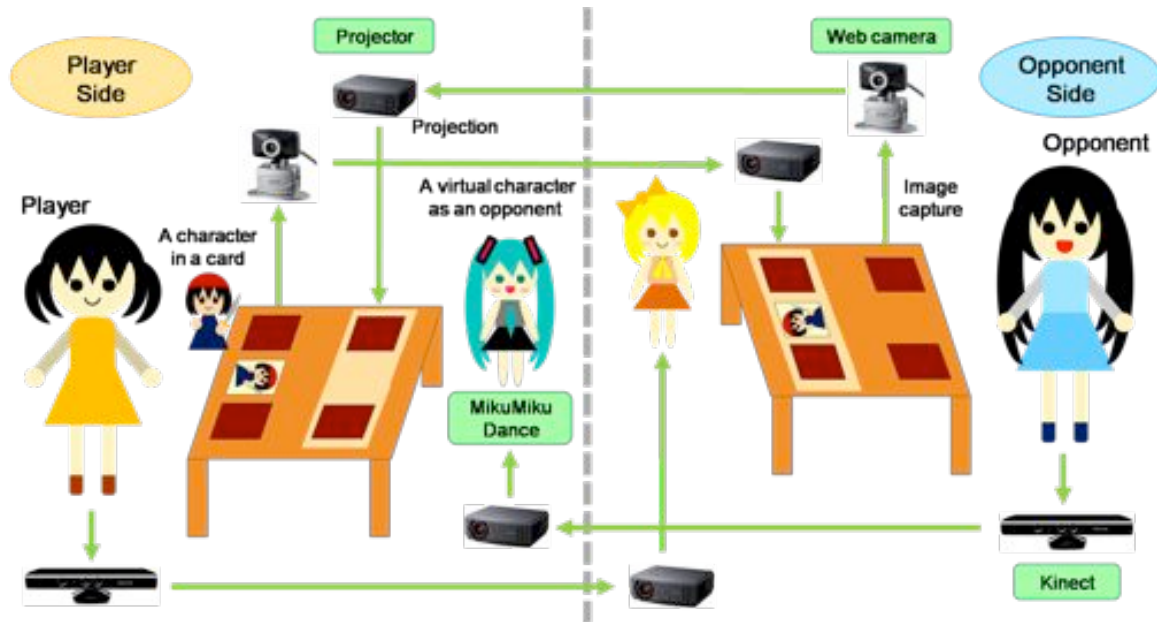 Projector
Web camera
Player
Side
Opponent
Side
Projection
Opponent
Player
A virtual character
as an opponent
Image
capture
A character
in a card
MikuMiku
Dance
Kinect